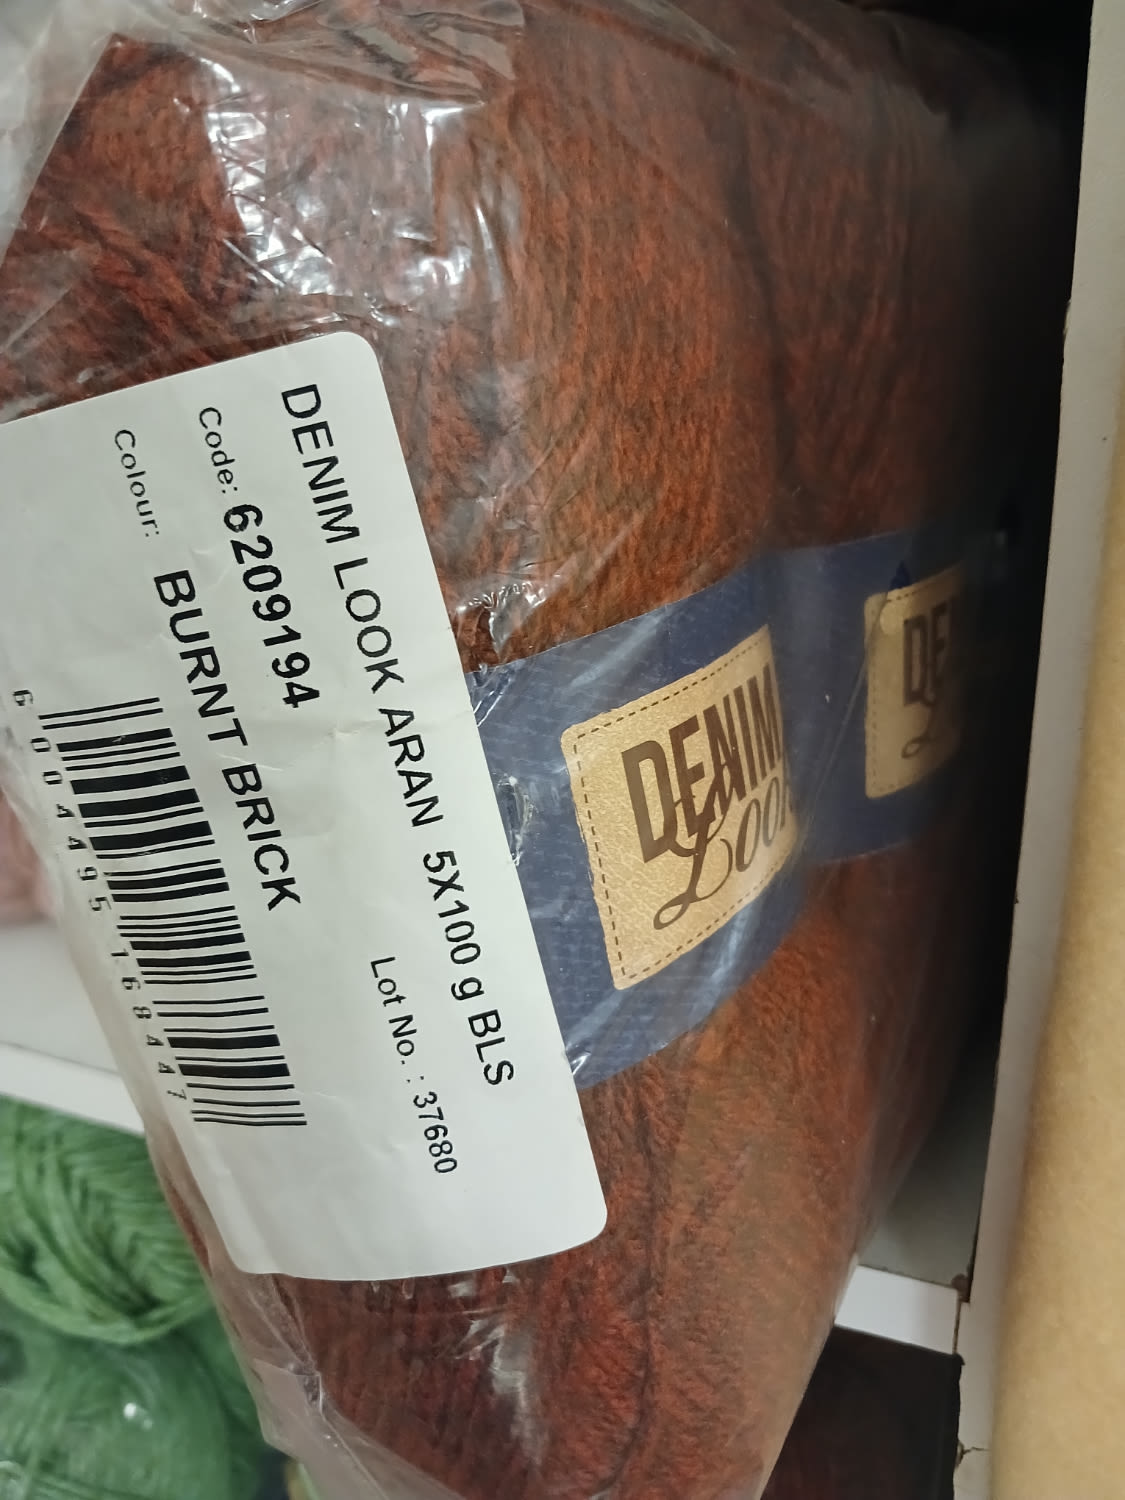 DENIM LOOK ARAN 5X100 g BLS
Code: 6209194
Lot No. : 37680
Colour: BURNT BRICK
6 004495 168447
DENIM
Look
DE